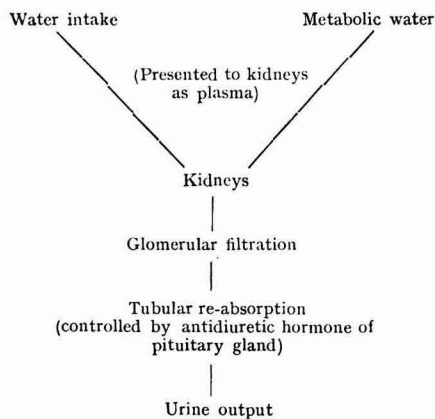 Water intake
Metabolic water
(Presented to kidneys
as plasma)
Kidneys
Glomerular filtration
Tubular re-absorption
(controlled by antidiuretic hormone of
pituitary gland)
Urine output